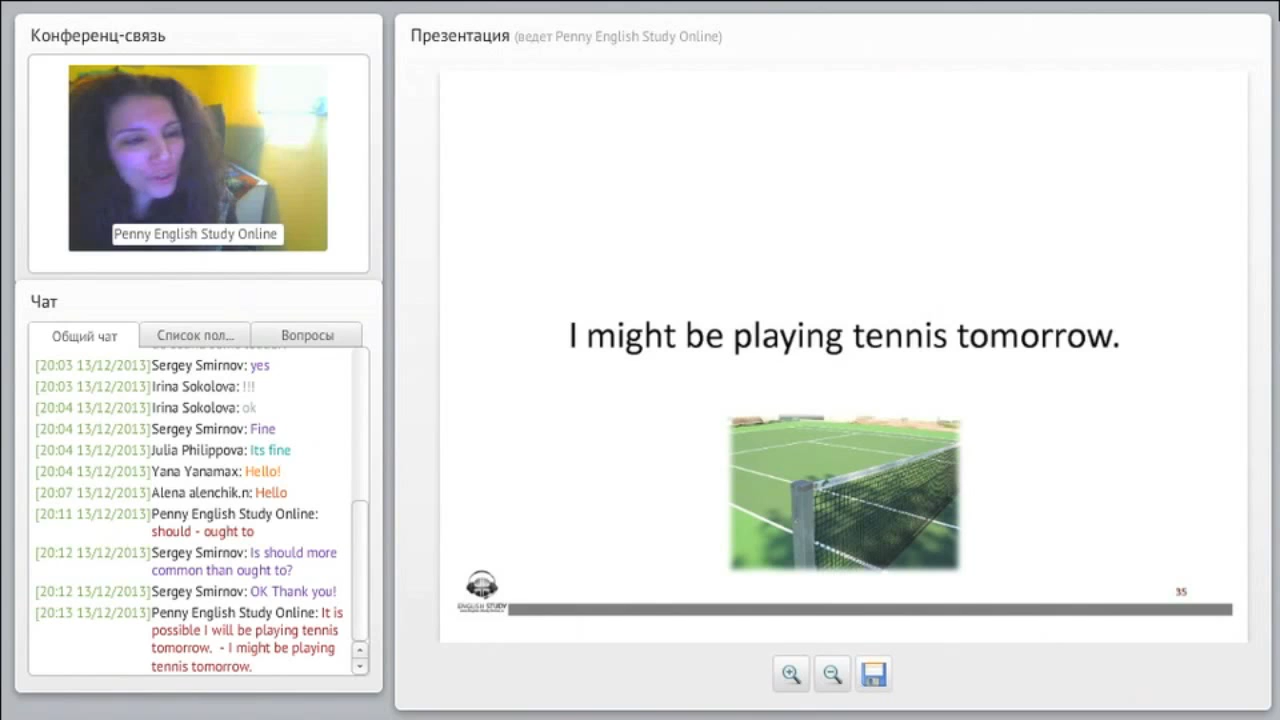 Конференц-связь
Penny English Study Online
Чат
Общий чат
Список пол...
Вопросы
[20:03 13/12/2013]Sergey Smirnov: yes
[20:03 13/12/2013]Irina Sokolova: !!!
[20:04 13/12/2013]Irina Sokolova: ok
[20:04 13/12/2013]Sergey Smirnov: Fine
[20:04 13/12/2013]Julia Philippova: Its fine
[20:04 13/12/2013]Yana Yanamax: Hello!
[20:07 13/12/2013]Alena alenchik.n: Hello
[20:11 13/12/2013]Penny English Study Online:
should - ought to
[20:12 13/12/2013]Sergey Smirnov: Is should more
common than ought to?
[20:12 13/12/2013]Sergey Smirnov: OK Thank you!
[20:13 13/12/2013]Penny English Study Online: It is
possible I will be playing tennis
tomorrow. - I might be playing
tennis tomorrow.
Презентация (ведет Penny English Study Online)
I might be playing tennis tomorrow.
ENGLISH STUDY
35